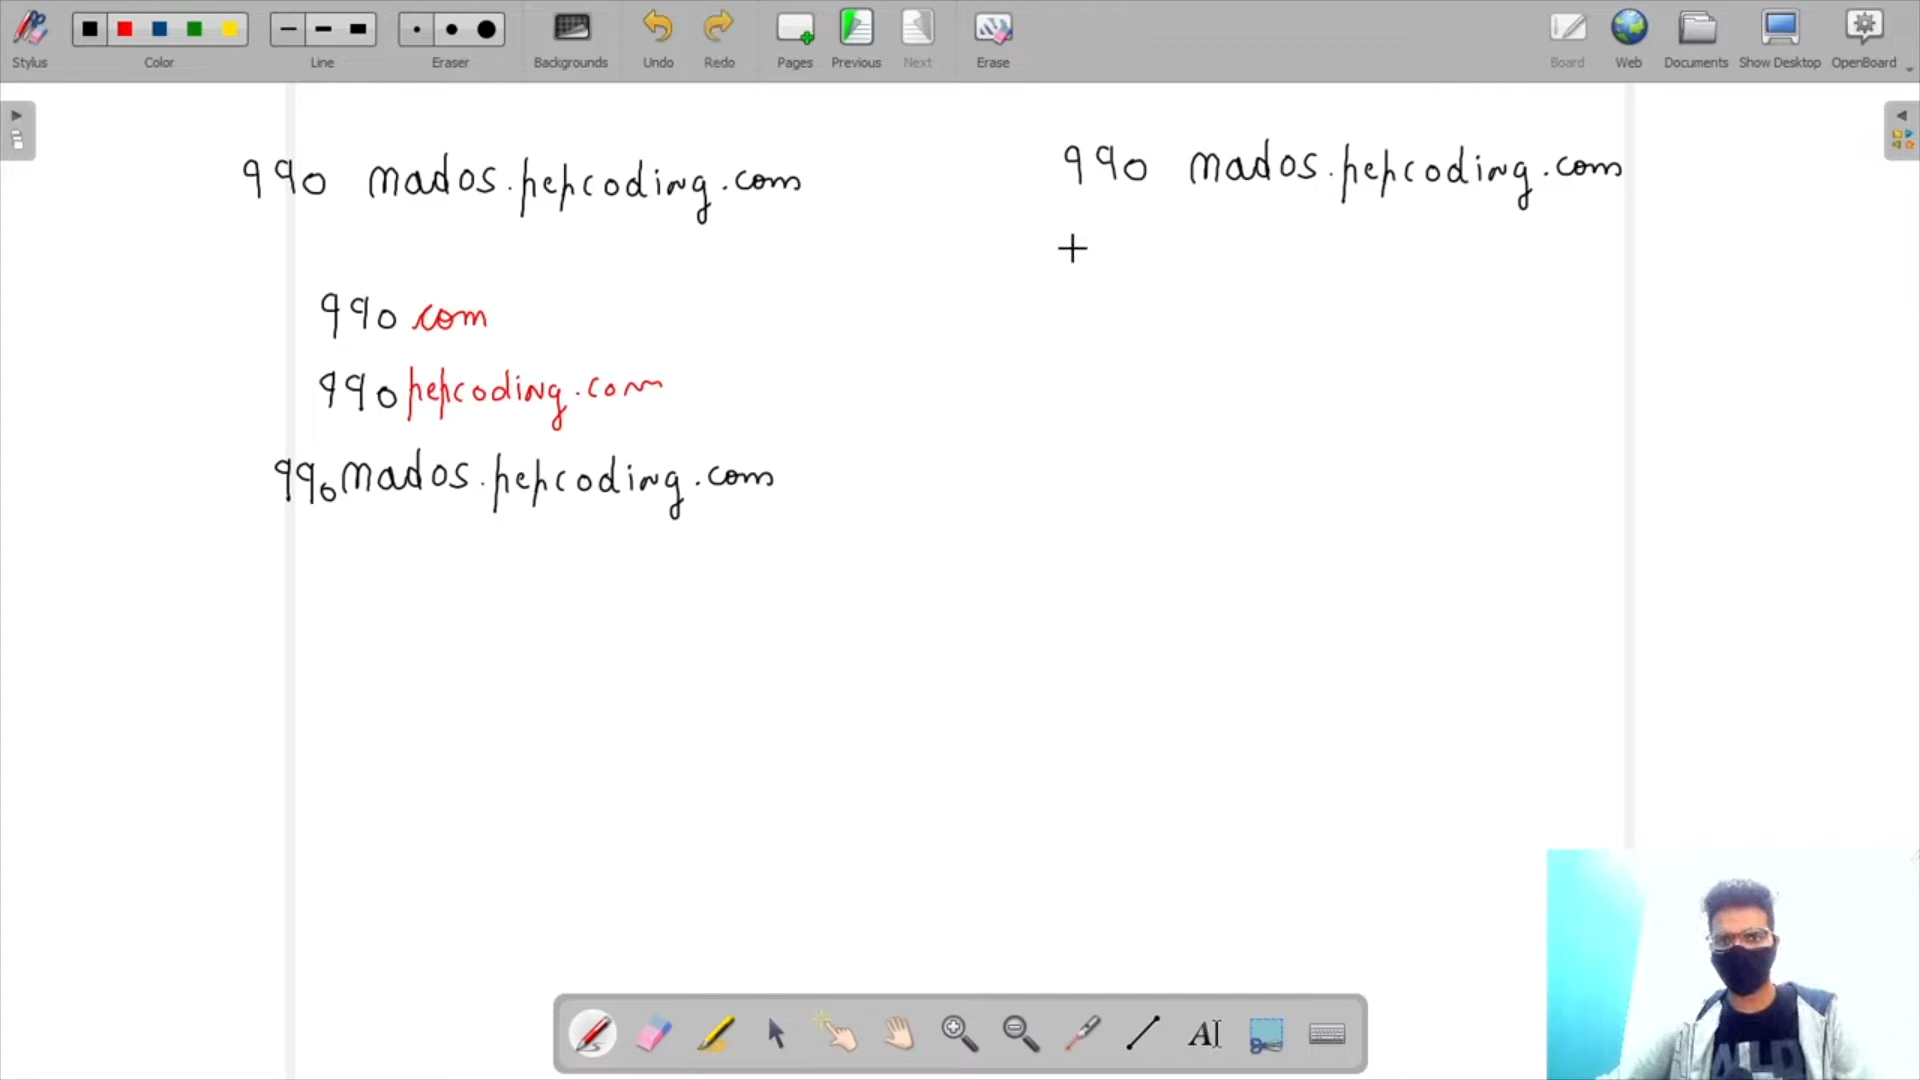 Stylus Color Line Eraser Backgrounds Undo Redo Pages Previous Next Erase Board Web Documents Show Desktop OpenBoard
990 mados.pepcoding.com
990 com
990 pepcoding.com
990 mados.pepcoding.com
990 mados.pepcoding.com
+
AI